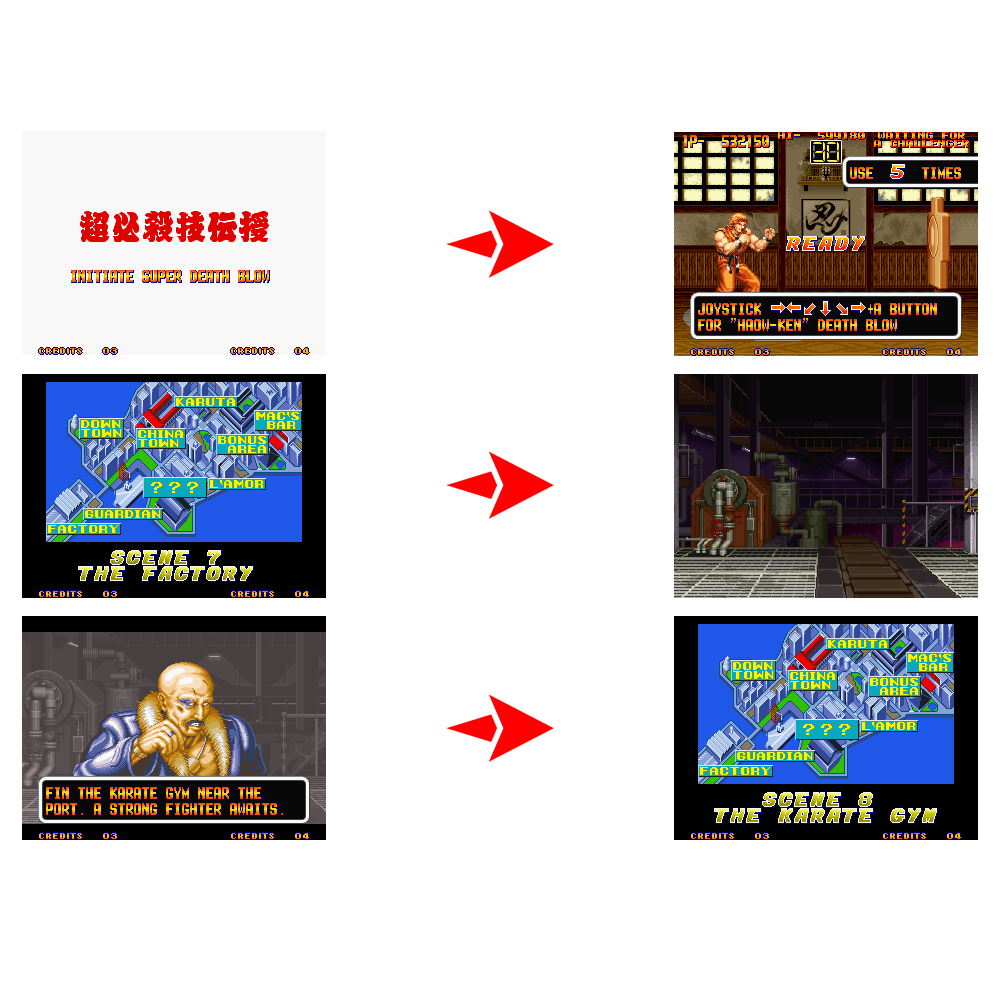 超必殺技伝授
INITIATE SUPER DEATH BLOW
CREDITS 03 CREDITS 04
1P- 532150 HI- 544180 WAITING FOR
A CHALLENGER
30
USE 5 TIMES
忍
READY
JOYSTICK →←↙↓↘→+A BUTTON
FOR "HAOW-KEN" DEATH BLOW
CREDITS 03 CREDITS 04
KARUTA
MAC'S
BAR
DOWN
TOWN
CHINA
TOWN
BONUS
AREA
??? L'AMOR
GUARDIAN
FACTORY
SCENE 7
THE FACTORY
CREDITS 03 CREDITS 04
FIN THE KARATE GYM NEAR THE
PORT. A STRONG FIGHTER AWAITS.
CREDITS 03 CREDITS 04
KARUTA
MAC'S
BAR
DOWN
TOWN
CHINA
TOWN
BONUS
AREA
??? L'AMOR
GUARDIAN
FACTORY
SCENE 8
THE KARATE GYM
CREDITS 03 CREDITS 04